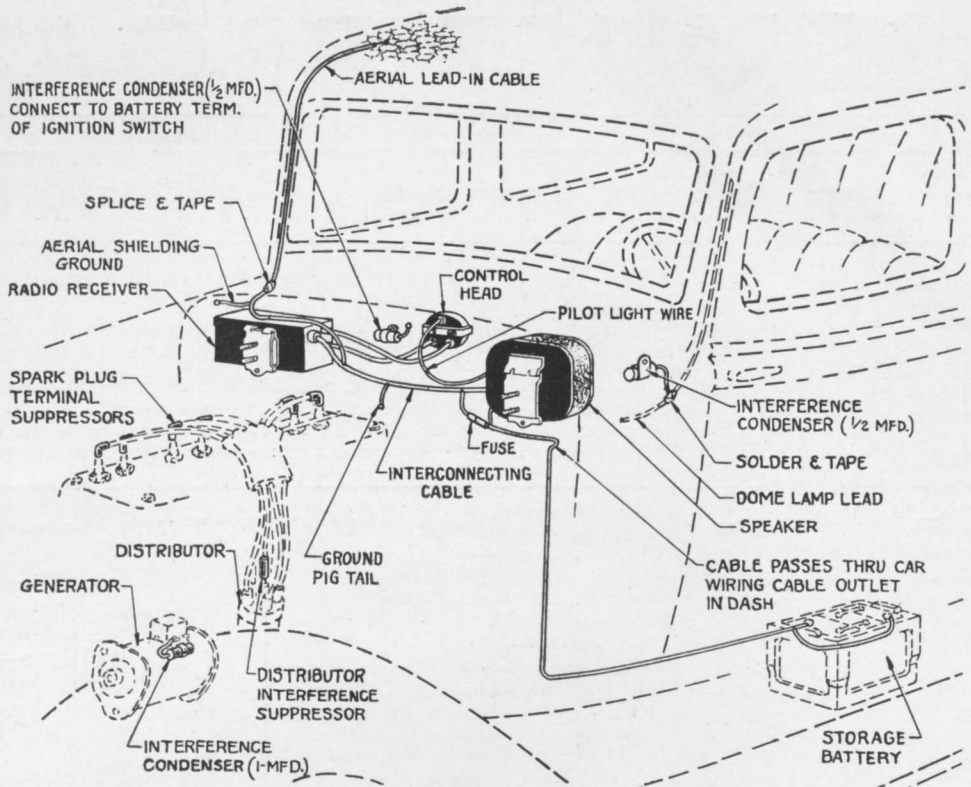 AERIAL LEAD-IN CABLE
INTERFERENCE CONDENSER (½ MFD.)
CONNECT TO BATTERY TERM.
OF IGNITION SWITCH
SPLICE & TAPE
AERIAL SHIELDING
GROUND
RADIO RECEIVER
CONTROL
HEAD
PILOT LIGHT WIRE
SPARK PLUG
TERMINAL
SUPPRESSORS
FUSE
INTERCONNECTING
CABLE
INTERFERENCE
CONDENSER (½ MFD.)
SOLDER & TAPE
DOME LAMP LEAD
SPEAKER
DISTRIBUTOR
GROUND
PIG TAIL
CABLE PASSES THRU CAR
WIRING CABLE OUTLET
IN DASH
GENERATOR
DISTRIBUTOR
INTERFERENCE
SUPPRESSOR
INTERFERENCE
CONDENSER (1-MFD.)
STORAGE
BATTERY